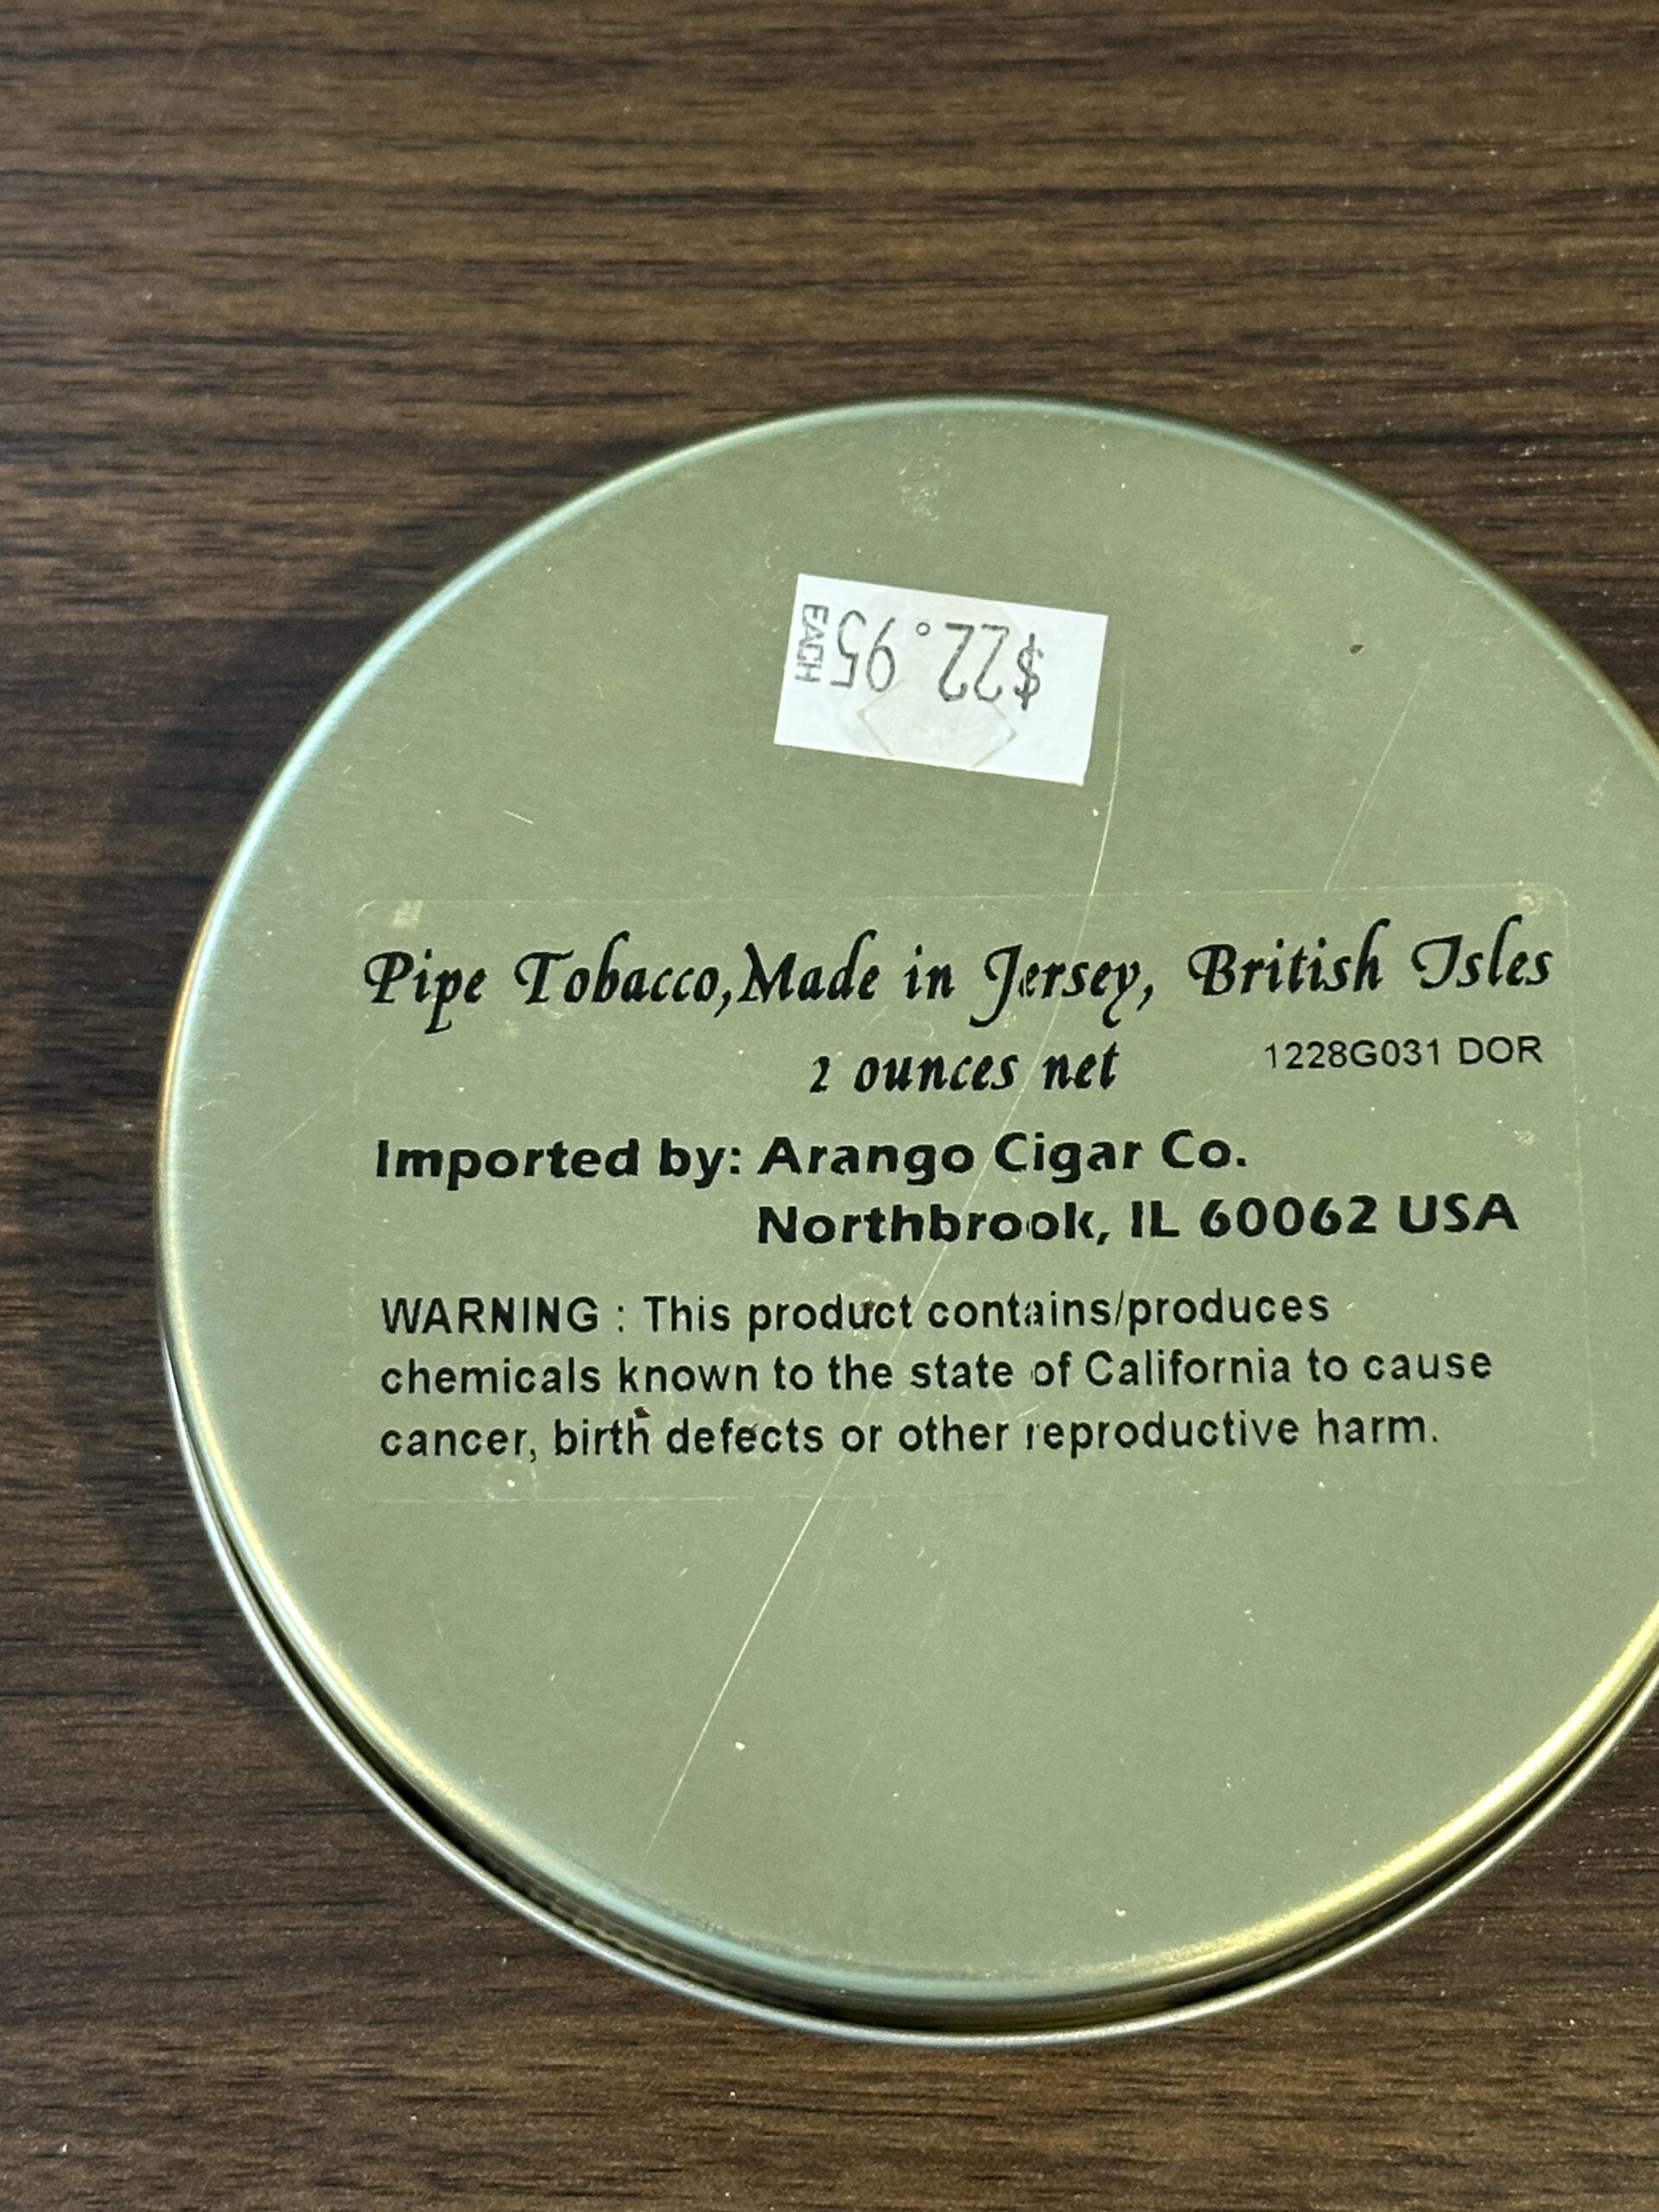 $22.95
EACH
Pipe Tobacco,Made in Jersey, British Isles
2 ounces net
1228G031 DOR
Imported by: Arango Cigar Co.
Northbrook, IL 60062 USA
WARNING : This product contains/produces
chemicals known to the state of California to cause
cancer, birth defects or other reproductive harm.